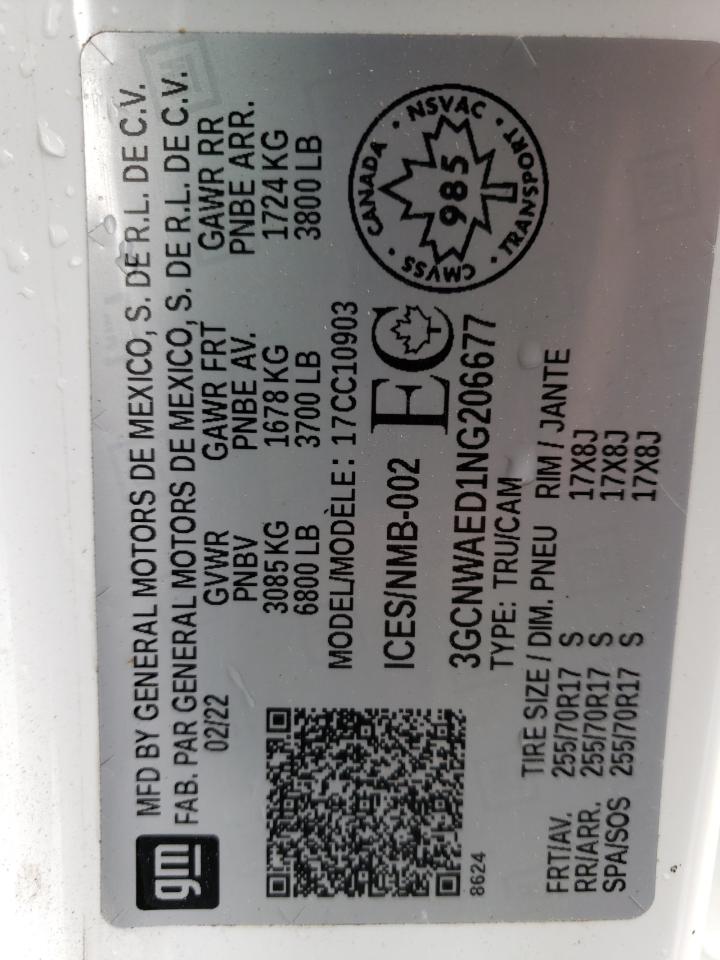 gm
MFD BY GENERAL MOTORS DE MEXICO, S. DE R.L. DE C.V.
FAB. PAR GENERAL MOTORS DE MEXICO, S. DE R.L. DE C.V.
02/22 GVWR GAWR FRT GAWR RR
PNBV PNBE AV. PNBE ARR.
3085 KG 1678 KG 1724 KG
6800 LB 3700 LB 3800 LB
MODEL/MODÈLE: 17CC10903
ICES/NMB-002 EC
CANADA • NSVAC • TRANSPORT • CMVSS •
985
3GCNWAED1NG206677
8624 TYPE: TRU/CAM
TIRE SIZE / DIM. PNEU RIM / JANTE
FRT/AV. 255/70R17 S 17X8J
RR/ARR. 255/70R17 S 17X8J
SPA/SOS 255/70R17 S 17X8J